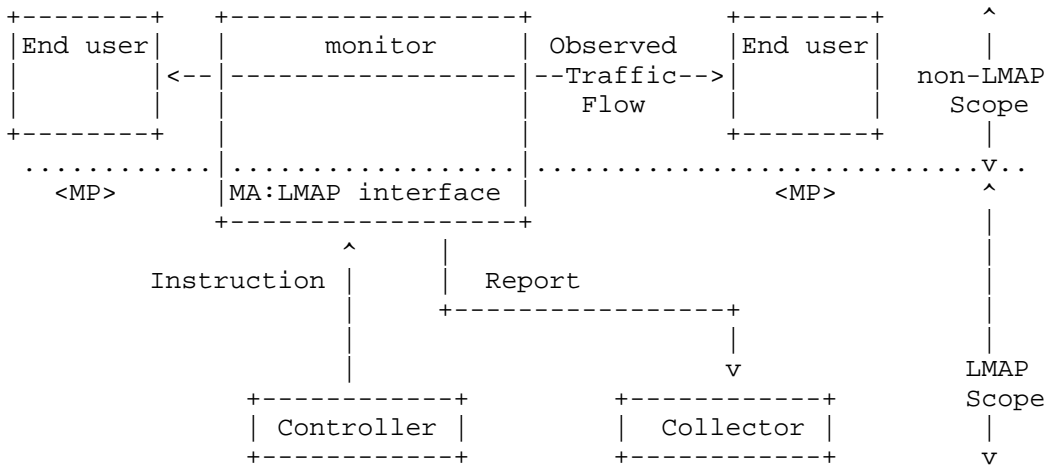 End user monitor Observed End user
Traffic non-LMAP
Flow Scope
<MP> MA:LMAP interface <MP>
Instruction Report
LMAP
Controller Collector Scope